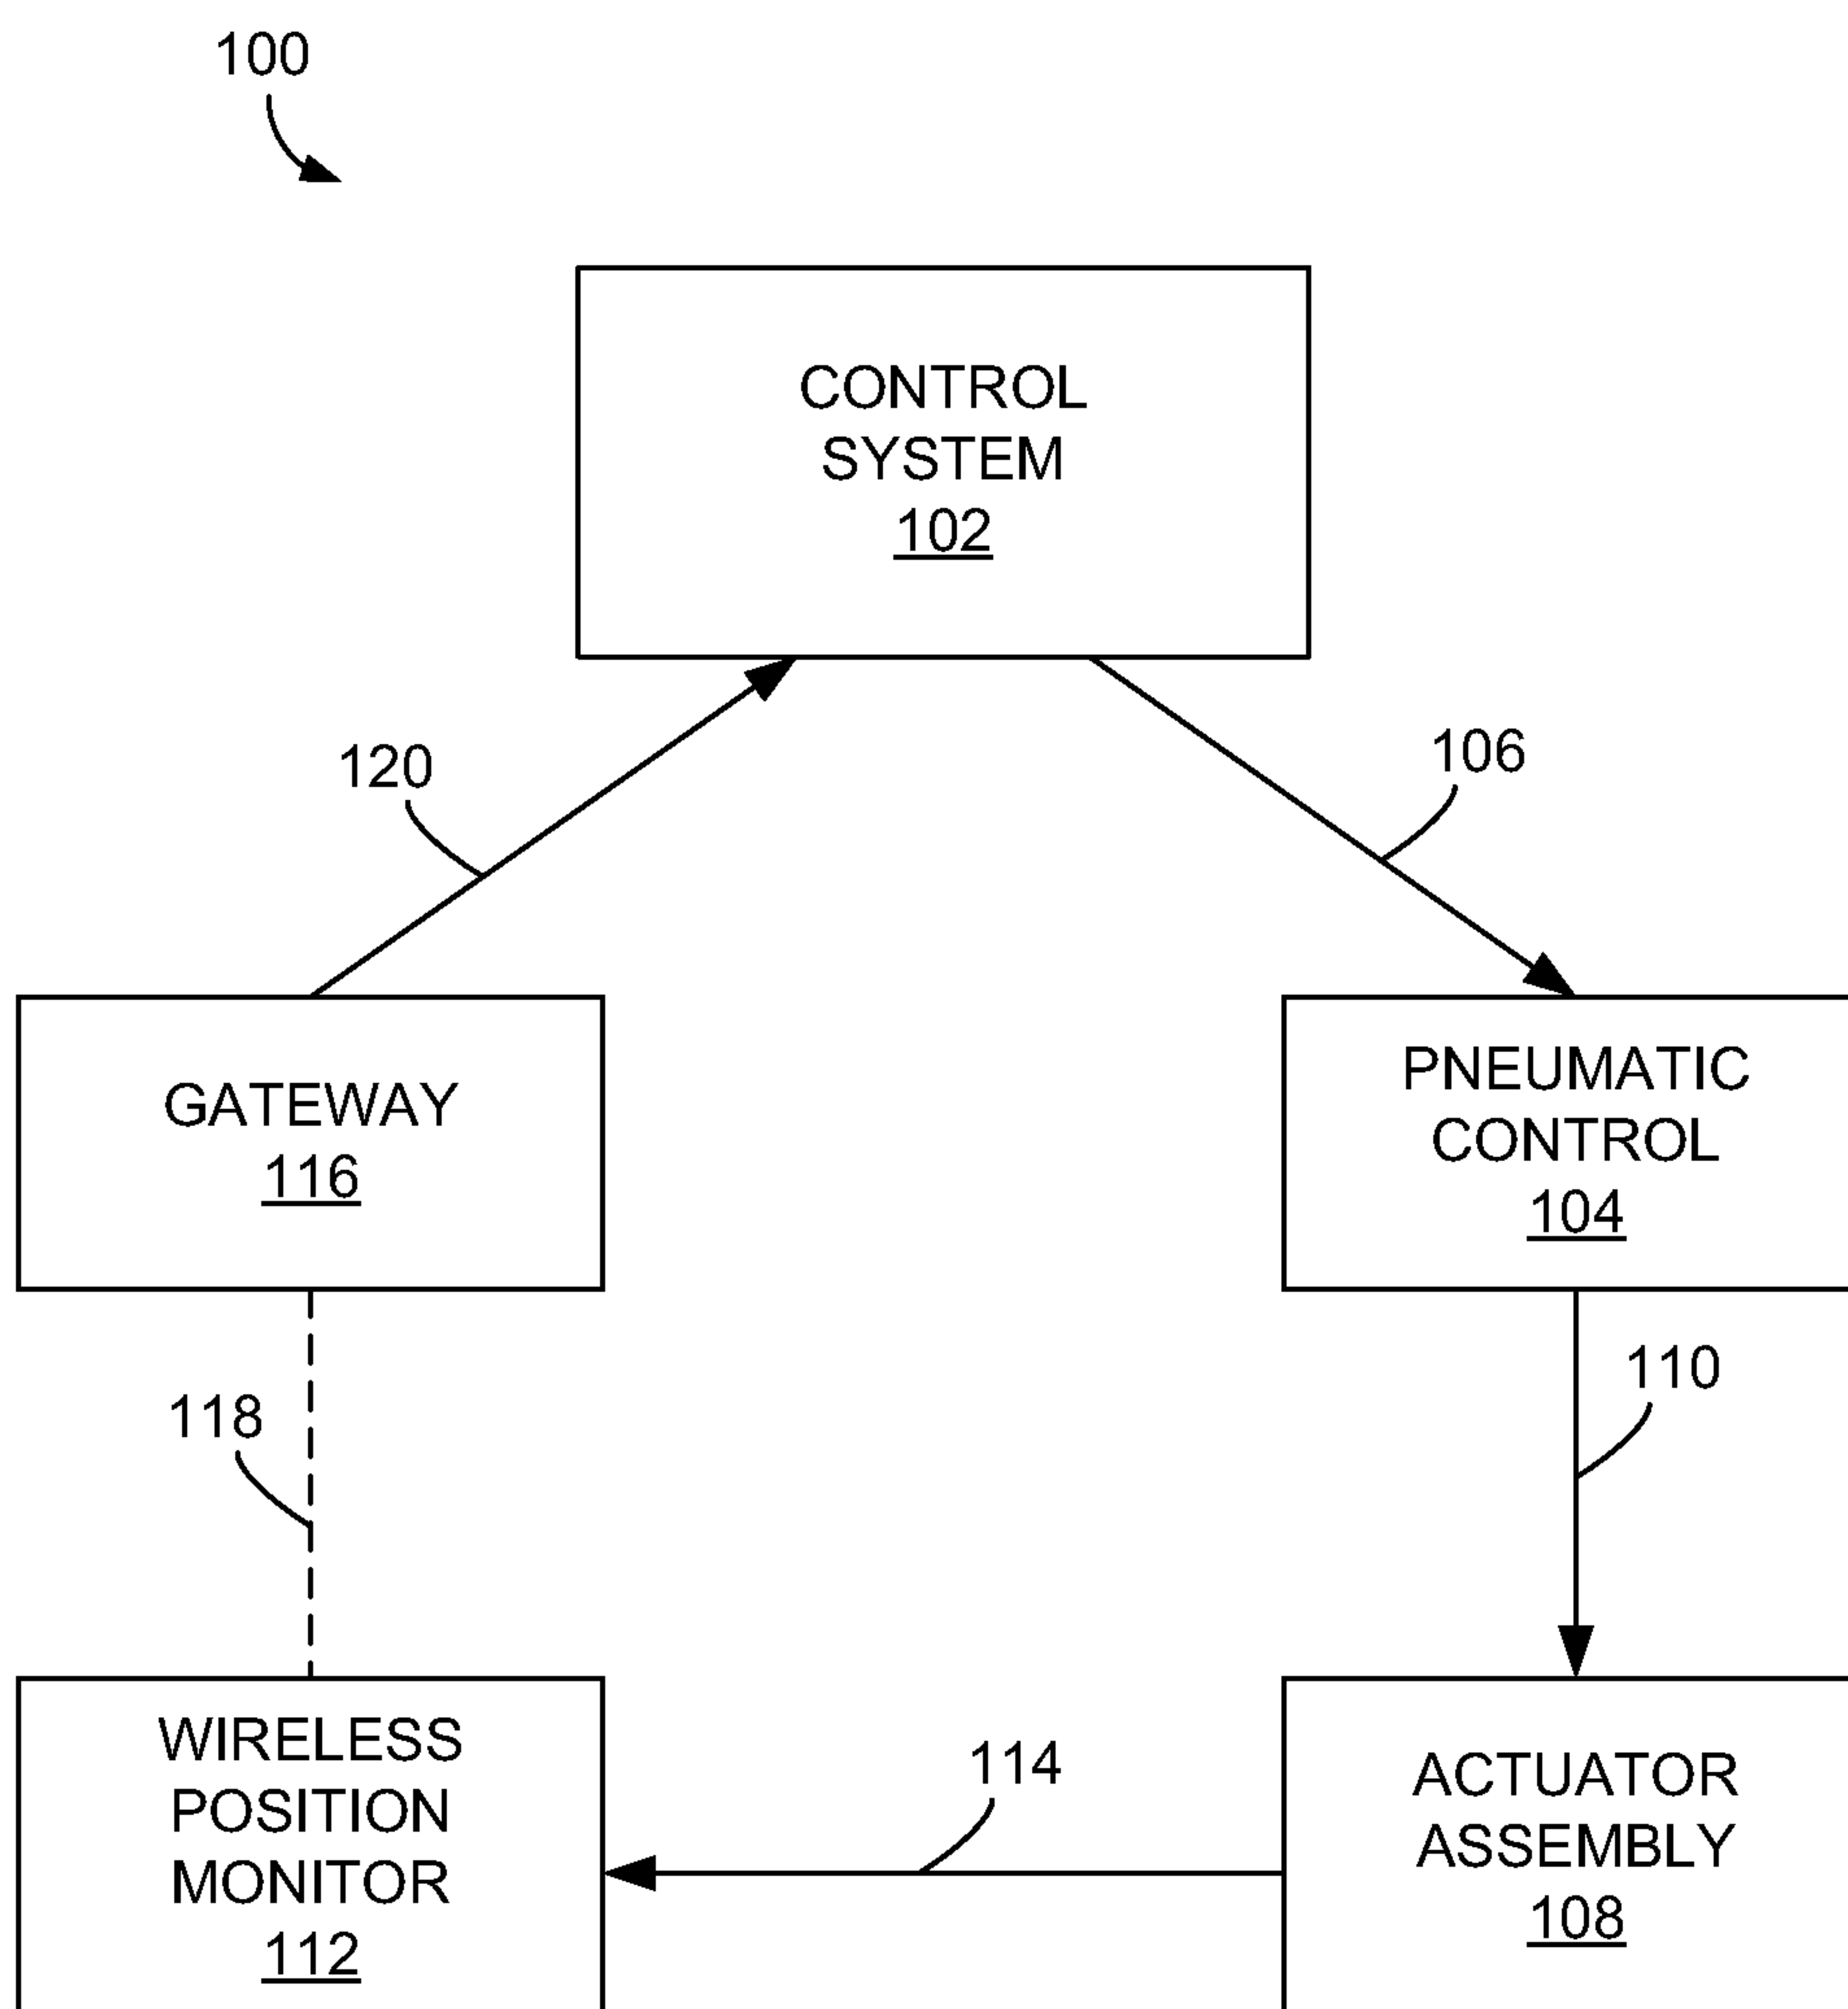 100
CONTROL
SYSTEM
102
120
106
GATEWAY
116
PNEUMATIC
CONTROL
104
118
110
WIRELESS
POSITION
MONITOR
112
114
ACTUATOR
ASSEMBLY
108